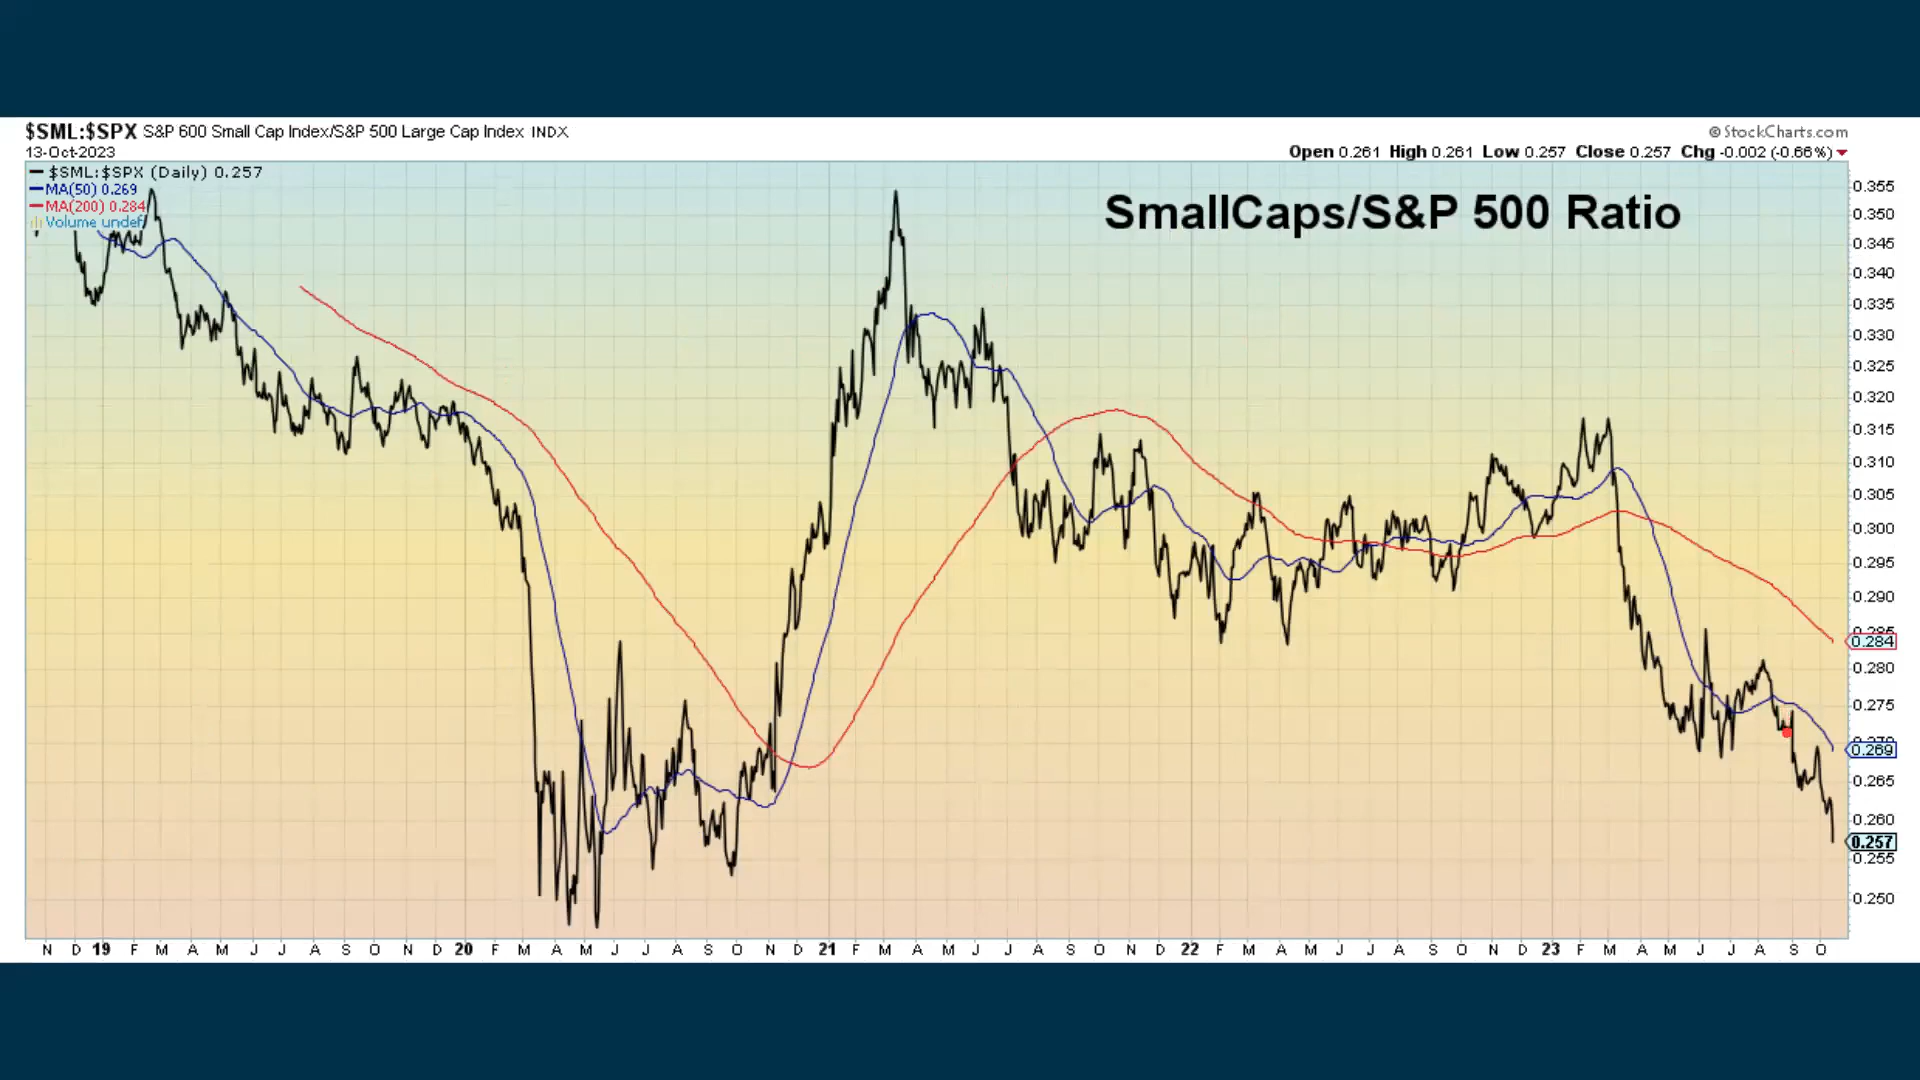 $SML:$SPX S&P 600 Small Cap Index/S&P 500 Large Cap Index INDX
© StockCharts.com
13-Oct-2023
Open 0.261 High 0.261 Low 0.257 Close 0.257 Chg -0.002 (-0.66%)
$SML:$SPX (Daily) 0.257
MA(50) 0.269
MA(200) 0.284
Volume undef
SmallCaps/S&P 500 Ratio
0.355
0.350
0.345
0.340
0.335
0.330
0.325
0.320
0.315
0.310
0.305
0.300
0.295
0.290
0.285
0.284
0.280
0.275
0.270
0.269
0.265
0.260
0.257
0.255
0.250
N D 19 F M A M J J A S O N D 20 F M A M J J A S O N D 21 F M A M J J A S O N D 22 F M A M J J A S O N D 23 F M A M J J A S O